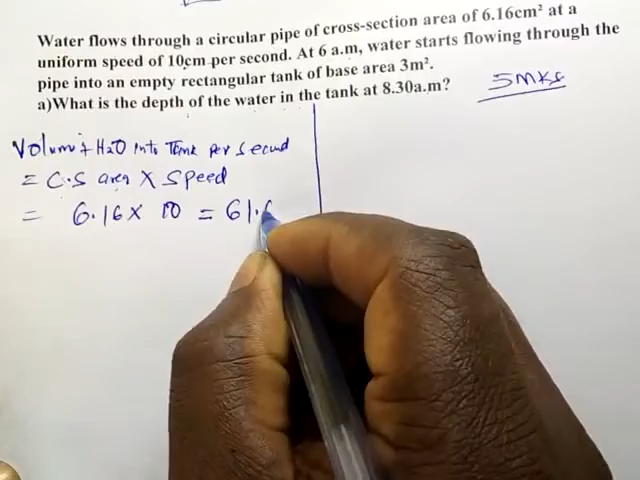 Water flows through a circular pipe of cross-section area of 6.16cm² at a
uniform speed of 10cm per second. At 6 a.m, water starts flowing through the
pipe into an empty rectangular tank of base area 3m².
a)What is the depth of the water in the tank at 8.30a.m? 5MKS
Volume of H2O into Tank per second
= C.S area X Speed
= 6.16 X 10 = 61.6